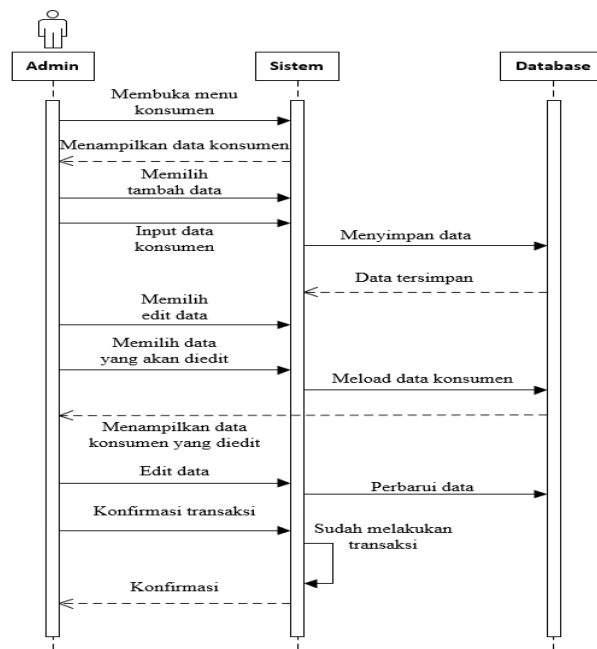 Admin
Sistem
Database
Membuka menu
konsumen
Menampilkan data konsumen
Memilih
tambah data
Input data
konsumen
Menyimpan data
Data tersimpan
Memilih
edit data
Memilih data
yang akan diedit
Meload data konsumen
Menampilkan data
konsumen yang diedit
Edit data
Perbarui data
Konfirmasi transaksi
Sudah melakukan
transaksi
Konfirmasi